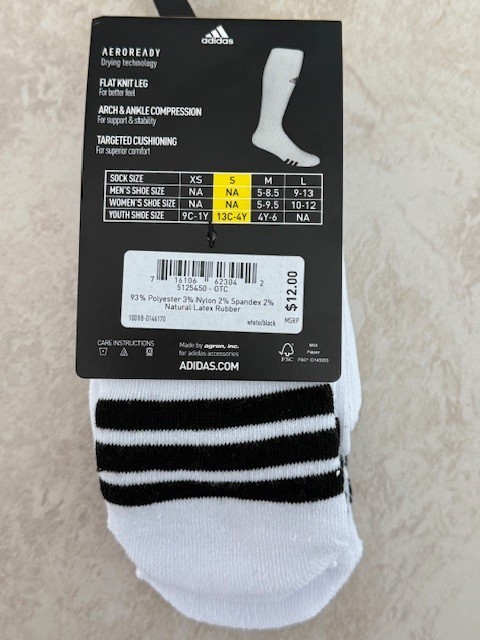 adidas
AEROREADY
Drying technology
FLAT KNIT LEG
For better feel
ARCH & ANKLE COMPRESSION
For support & stability
TARGETED CUSHIONING
For superior comfort
SOCK SIZE XS S M L
MEN'S SHOE SIZE NA NA 5-8.5 9-13
WOMEN'S SHOE SIZE NA NA 5-9.5 10-12
YOUTH SHOE SIZE 9C-1Y 13C-4Y 4Y-6 NA
7 16106 62304 2
5125450 - OTC
93% Polyester 3% Nylon 2% Spandex 2%
Natural Latex Rubber
10018-0146170 white/black
$12.00
MSRP
CARE INSTRUCTIONS
Made by agron, inc.
for adidas accessories
ADIDAS.COM
FSC
MIX
Paper